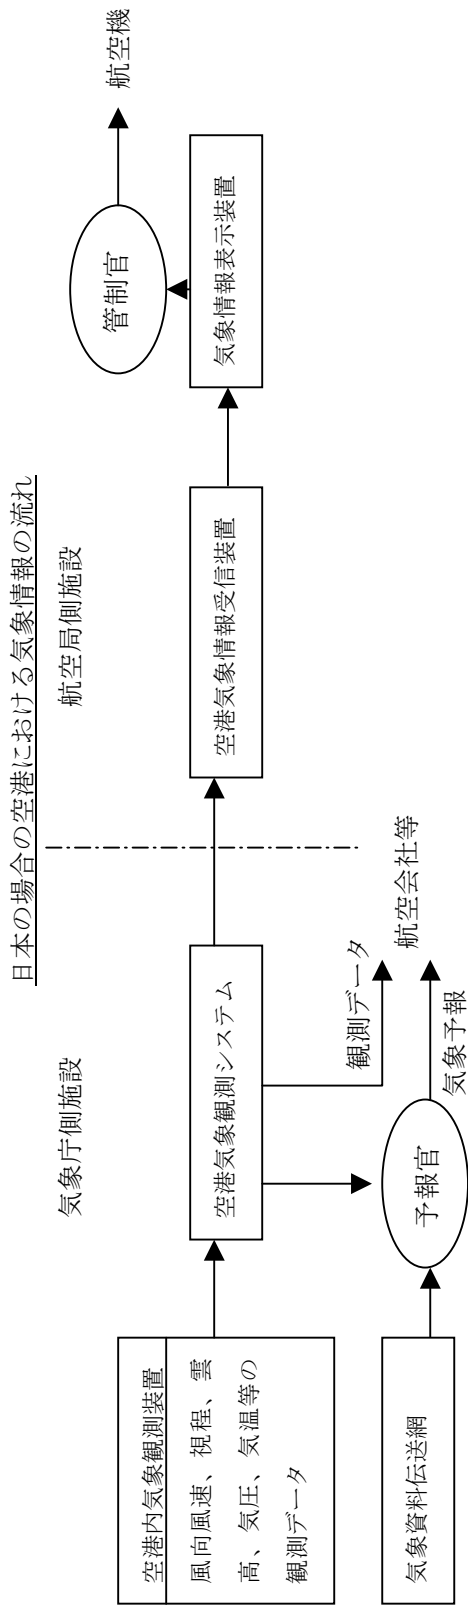 日本の場合の空港における気象情報の流れ
気象庁側施設
航空局側施設
空港内気象観測装置
風向風速、視程、雲
高、気圧、気温等の
観測データ
空港気象観測システム
空港気象情報受信装置
気象情報表示装置
管制官
航空機
観測データ
航空会社等
気象資料伝送網
予報官
気象予報